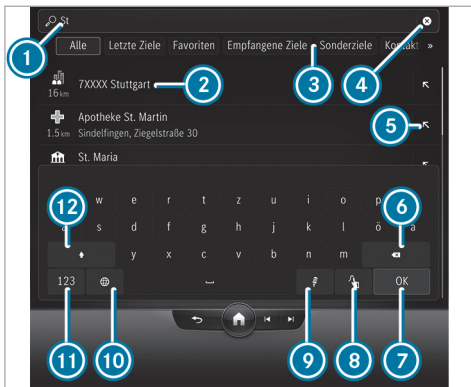 St
1
Alle Letzte Ziele Favoriten Empfangene Ziele Sonderziele Kontakt »
2
3
4
7XXXX Stuttgart
16 km
Apotheke St. Martin
1.5 km Sindelfingen, Ziegelstraße 30
5
St. Maria
12
6
w e r t z u i o p
a s d f g h j k l ö ä
y x c v b n m
123
OK
11
10
9
8
7